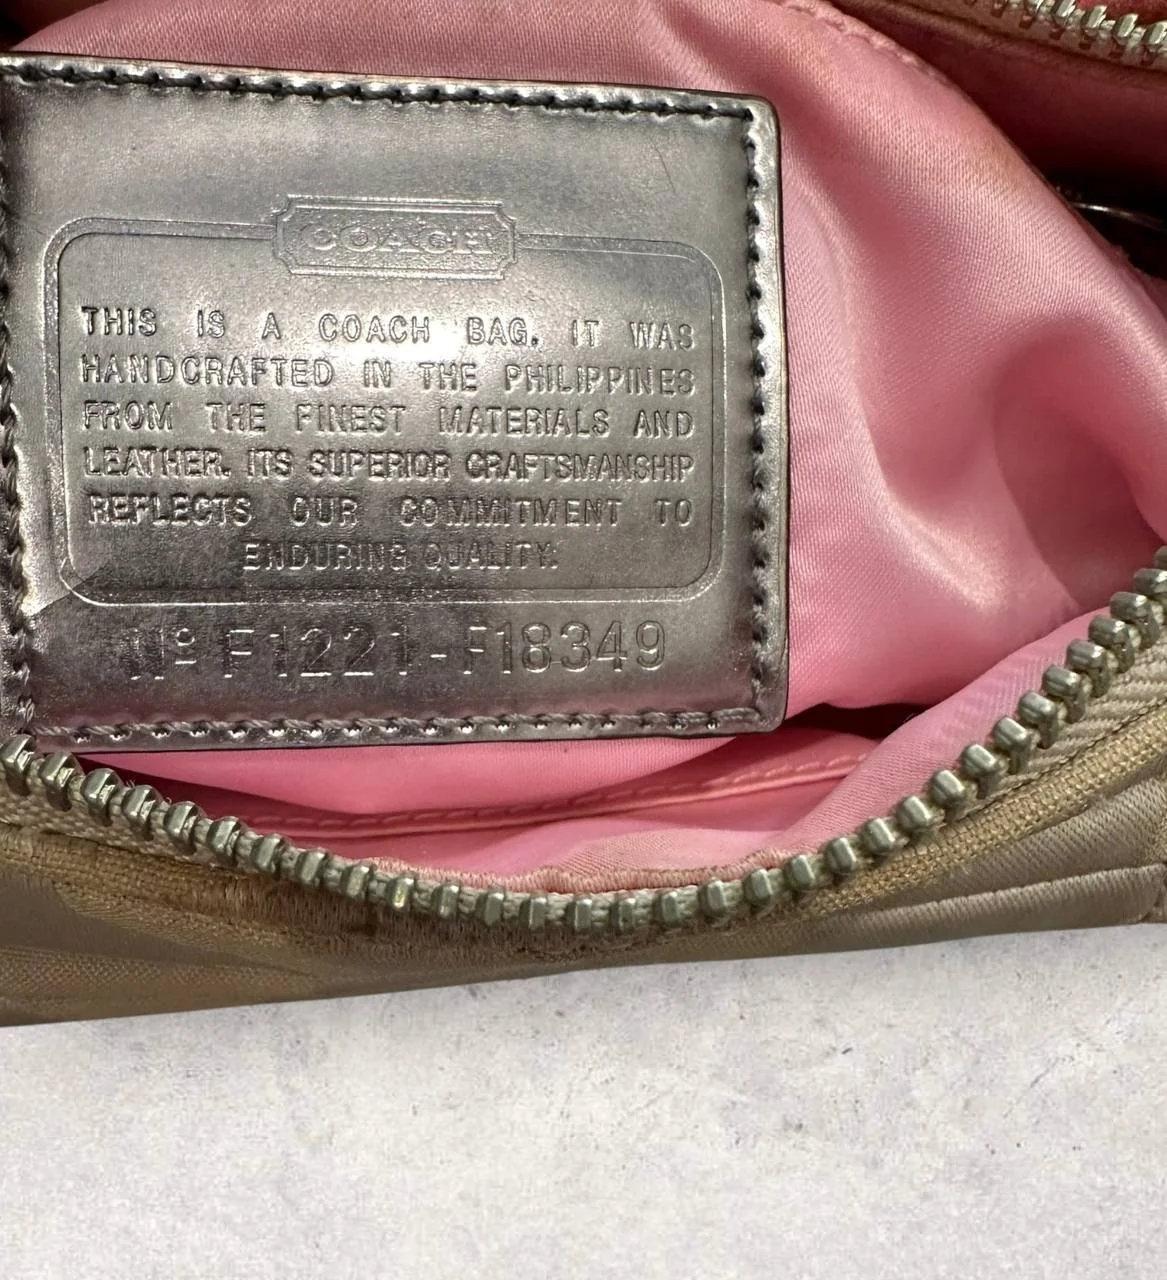 COACH
THIS IS A COACH BAG. IT WAS
HANDCRAFTED IN THE PHILIPPINES
FROM THE FINEST MATERIALS AND
LEATHER. ITS SUPERIOR CRAFTSMANSHIP
REFLECTS OUR COMMITMENT TO
ENDURING QUALITY.
Nº F1221-F18349